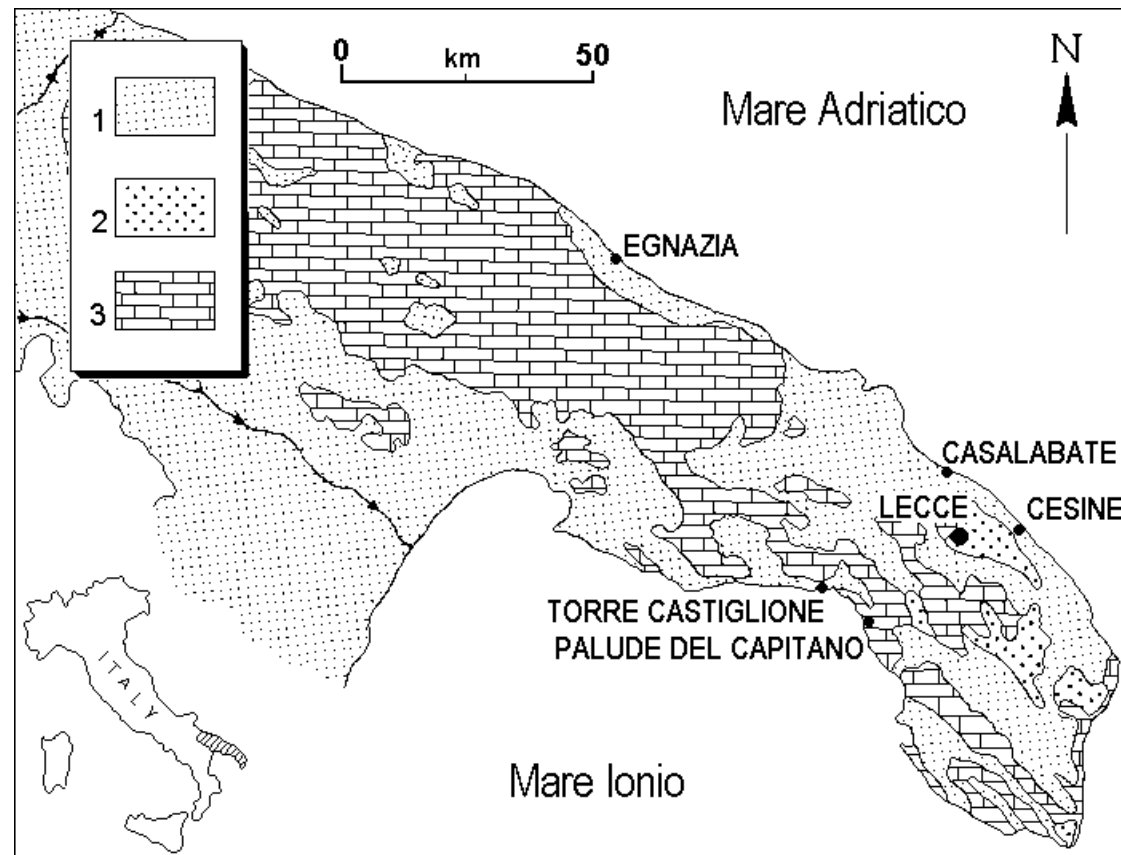 0 km 50
N
Mare Adriatico
1
2
3
EGNAZIA
CASALABATE
LECCE
CESINE
TORRE CASTIGLIONE
PALUDE DEL CAPITANO
ITALY
Mare Ionio